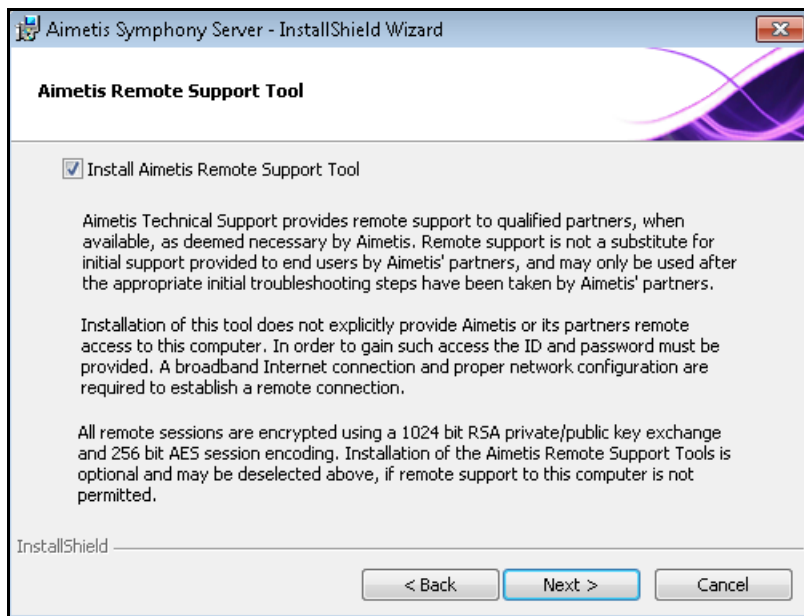 Aimetis Symphony Server - InstallShield Wizard
Aimetis Remote Support Tool
Install Aimetis Remote Support Tool
Aimetis Technical Support provides remote support to qualified partners, when
available, as deemed necessary by Aimetis. Remote support is not a substitute for
initial support provided to end users by Aimetis' partners, and may only be used after
the appropriate initial troubleshooting steps have been taken by Aimetis' partners.
Installation of this tool does not explicitly provide Aimetis or its partners remote
access to this computer. In order to gain such access the ID and password must be
provided. A broadband Internet connection and proper network configuration are
required to establish a remote connection.
All remote sessions are encrypted using a 1024 bit RSA private/public key exchange
and 256 bit AES session encoding. Installation of the Aimetis Remote Support Tools is
optional and may be deselected above, if remote support to this computer is not
permitted.
InstallShield
< Back
Next >
Cancel